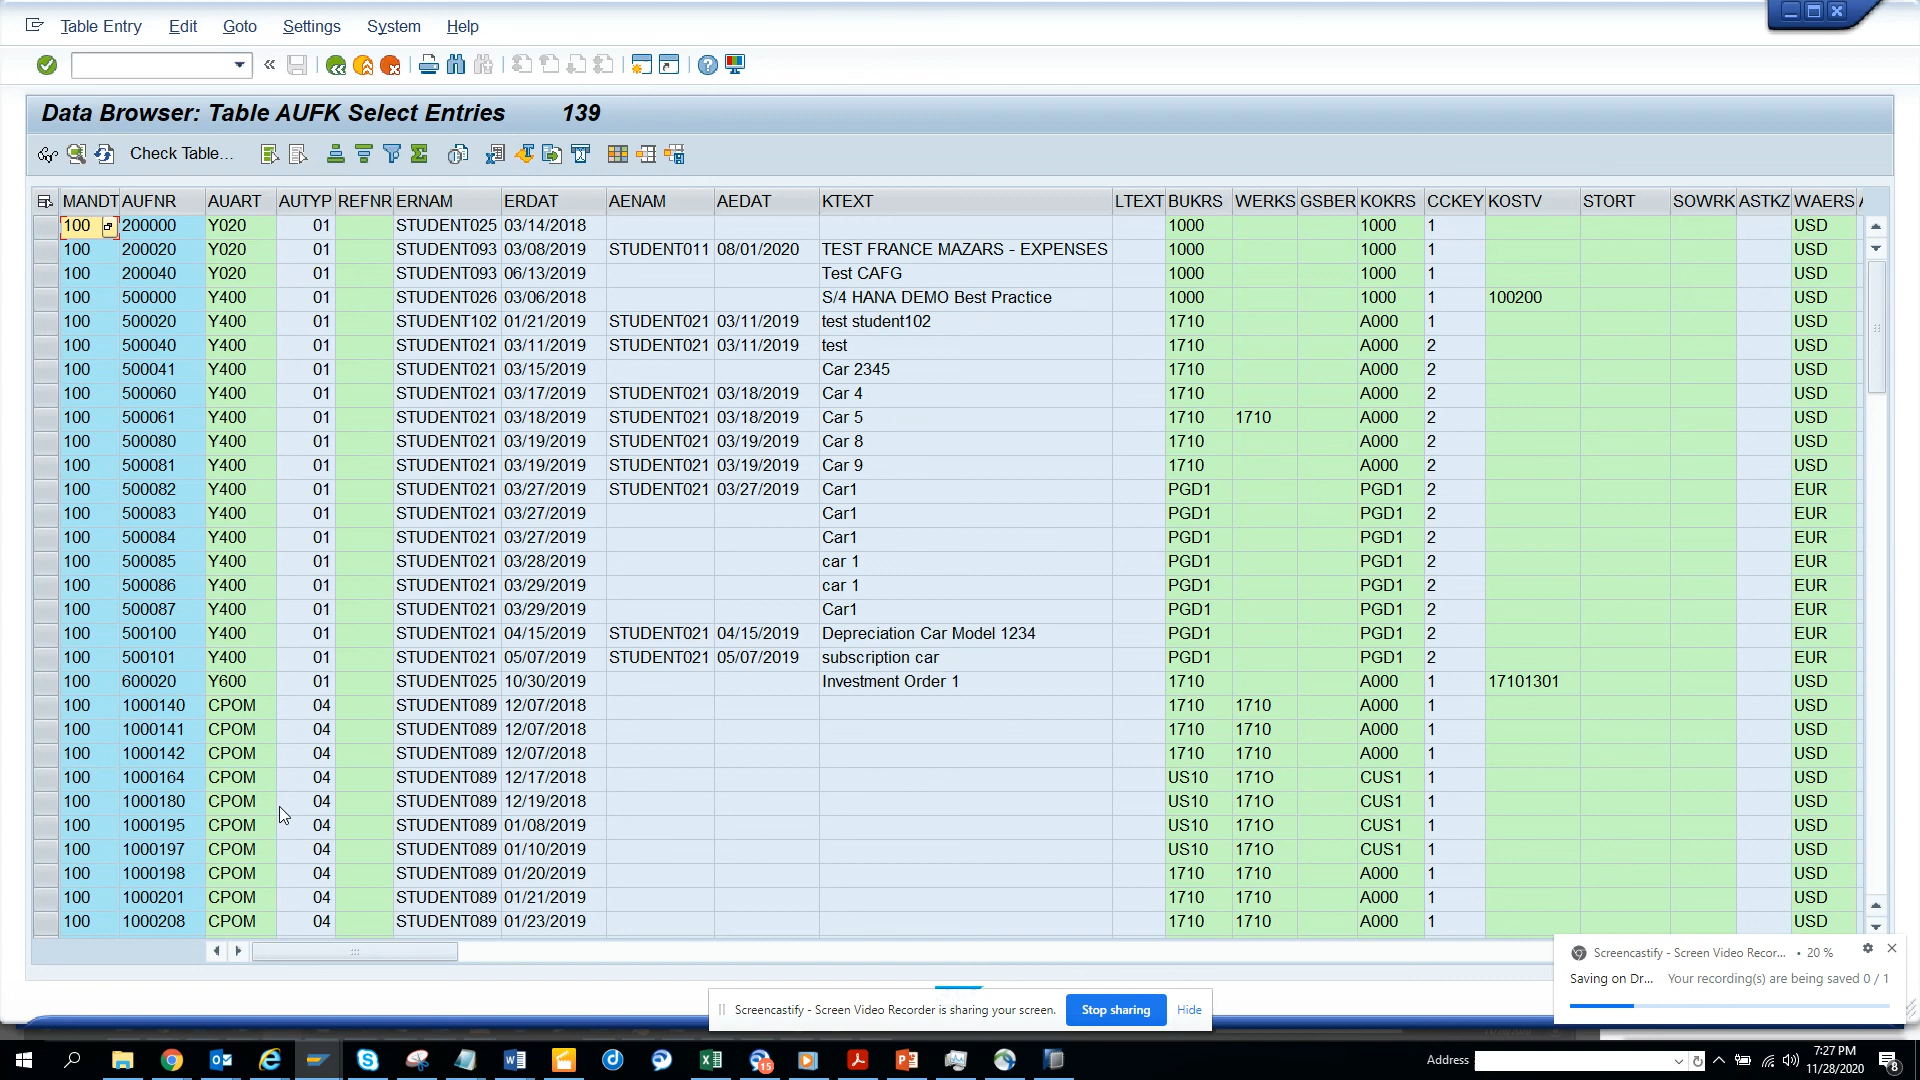 Table Entry Edit Goto Settings System Help
Data Browser: Table AUFK Select Entries 139
Check Table...
MANDT AUFNR AUART AUTYP REFNR ERNAM ERDAT AENAM AEDAT KTEXT LTEXT BUKRS WERKS GSBER KOKRS CCKEY KOSTV STORT SOWRK ASTKZ WAERS
100 200000 Y020 01 STUDENT025 03/14/2018 1000 1000 1 USD
100 200020 Y020 01 STUDENT093 03/08/2019 STUDENT011 08/01/2020 TEST FRANCE MAZARS - EXPENSES 1000 1000 1 USD
100 200040 Y020 01 STUDENT093 06/13/2019 Test CAFG 1000 1000 1 USD
100 500000 Y400 01 STUDENT026 03/06/2018 S/4 HANA DEMO Best Practice 1000 1000 1 100200 USD
100 500020 Y400 01 STUDENT102 01/21/2019 STUDENT021 03/11/2019 test student102 1710 A000 1 USD
100 500040 Y400 01 STUDENT021 03/11/2019 STUDENT021 03/11/2019 test 1710 A000 2 USD
100 500041 Y400 01 STUDENT021 03/15/2019 Car 2345 1710 A000 2 USD
100 500060 Y400 01 STUDENT021 03/17/2019 STUDENT021 03/18/2019 Car 4 1710 A000 2 USD
100 500061 Y400 01 STUDENT021 03/18/2019 STUDENT021 03/18/2019 Car 5 1710 1710 A000 2 USD
100 500080 Y400 01 STUDENT021 03/19/2019 STUDENT021 03/19/2019 Car 8 1710 A000 2 USD
100 500081 Y400 01 STUDENT021 03/19/2019 STUDENT021 03/19/2019 Car 9 1710 A000 2 USD
100 500082 Y400 01 STUDENT021 03/27/2019 STUDENT021 03/27/2019 Car1 PGD1 PGD1 2 EUR
100 500083 Y400 01 STUDENT021 03/27/2019 Car1 PGD1 PGD1 2 EUR
100 500084 Y400 01 STUDENT021 03/27/2019 Car1 PGD1 PGD1 2 EUR
100 500085 Y400 01 STUDENT021 03/28/2019 car 1 PGD1 PGD1 2 EUR
100 500086 Y400 01 STUDENT021 03/29/2019 car 1 PGD1 PGD1 2 EUR
100 500087 Y400 01 STUDENT021 03/29/2019 Car1 PGD1 PGD1 2 EUR
100 500100 Y400 01 STUDENT021 04/15/2019 STUDENT021 04/15/2019 Depreciation Car Model 1234 PGD1 PGD1 2 EUR
100 500101 Y400 01 STUDENT021 05/07/2019 STUDENT021 05/07/2019 subscription car PGD1 PGD1 2 EUR
100 600020 Y600 01 STUDENT025 10/30/2019 Investment Order 1 1710 A000 1 17101301 USD
100 1000140 CPOM 04 STUDENT089 12/07/2018 1710 1710 A000 1 USD
100 1000141 CPOM 04 STUDENT089 12/07/2018 1710 1710 A000 1 USD
100 1000142 CPOM 04 STUDENT089 12/07/2018 1710 1710 A000 1 USD
100 1000164 CPOM 04 STUDENT089 12/17/2018 US10 171O CUS1 1 USD
100 1000180 CPOM 04 STUDENT089 12/19/2018 US10 171O CUS1 1 USD
100 1000195 CPOM 04 STUDENT089 01/08/2019 US10 171O CUS1 1 USD
100 1000197 CPOM 04 STUDENT089 01/10/2019 US10 171O CUS1 1 USD
100 1000198 CPOM 04 STUDENT089 01/20/2019 1710 1710 A000 1 USD
100 1000201 CPOM 04 STUDENT089 01/21/2019 1710 1710 A000 1 USD
100 1000208 CPOM 04 STUDENT089 01/23/2019 1710 1710 A000 1 USD
Screencastify - Screen Video Recor... • 20 %
Saving on Dr... Your recording(s) are being saved 0 / 1
Screencastify - Screen Video Recorder is sharing your screen. Stop sharing Hide
Address
7:27 PM
11/28/2020
15
8